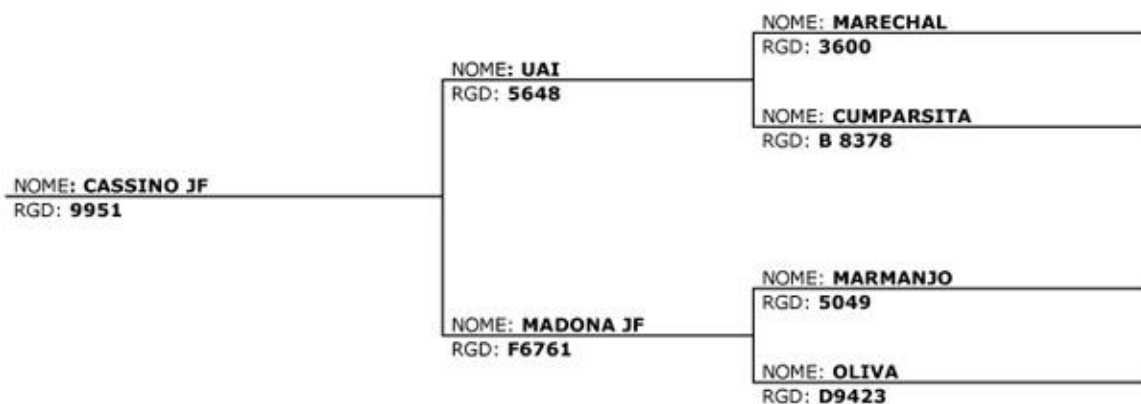 NOME: MARECHAL
RGD: 3600
NOME: UAI
RGD: 5648
NOME: CUMPARSITA
RGD: B 8378
NOME: CASSINO JF
RGD: 9951
NOME: MARMANJO
RGD: 5049
NOME: MADONA JF
RGD: F6761
NOME: OLIVA
RGD: D9423